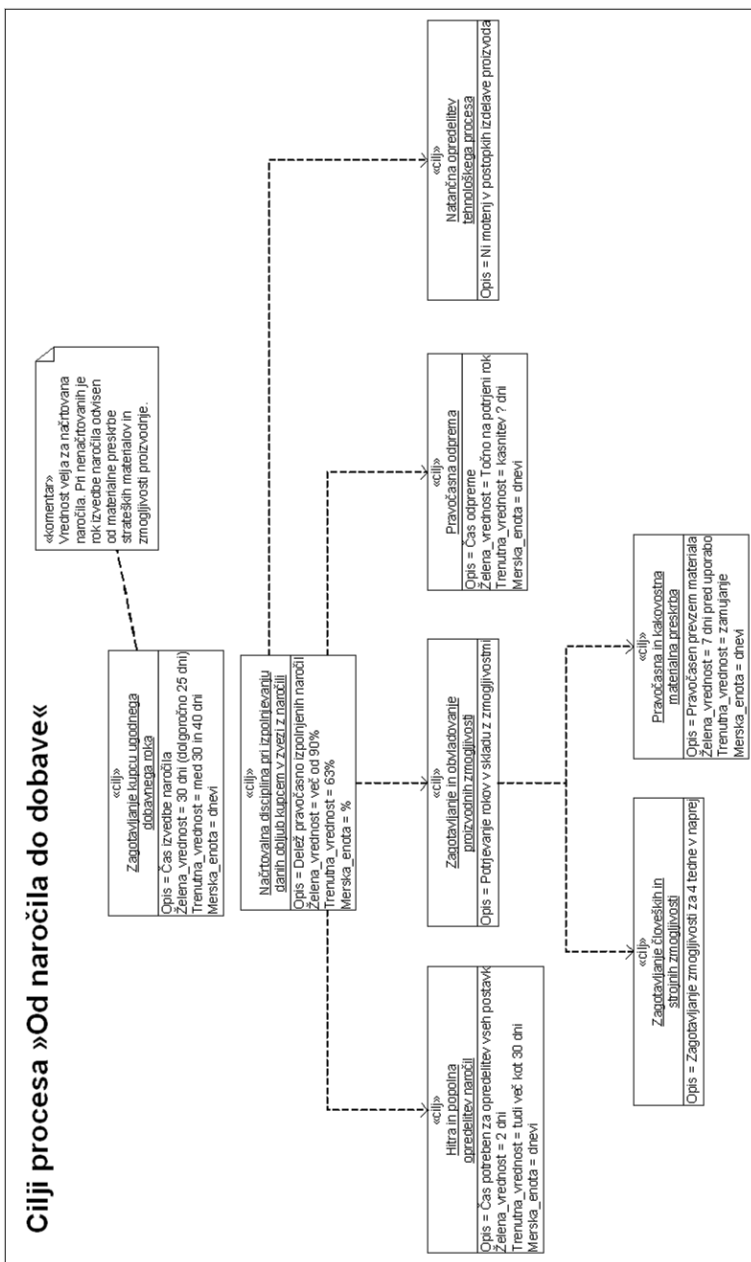 Cilji procesa »Od naročila do dobave«
«cilj»
Zagotavljanje kupcu ugodnega
dobavnega roka
Opis = Čas izvedbe naročila
Želena_vrednost = 30 dni (dolgoročno 25 dni)
Trenutna_vrednost = med 30 in 40 dni
Merska_enota = dnevi
«komentar»
Vrednost velja za načrtovana
naročila. Pri nenačrtovanih je
rok izvedbe naročila odvisen
od materialne preskrbe
strateških materialov in
zmogljivosti proizvodnje.
«cilj»
Načrtovalna disciplina pri izpolnjevanju
danih obljub kupcem v zvezi z naročili
Opis = Delež pravočasno izpolnjenih naročil
Želena_vrednost = več od 90%
Trenutna_vrednost = 63%
Merska_enota = %
«cilj»
Hitra in popolna
opredelitev naročil
Opis = Čas potreben za opredelitev vseh postavk
Želena_vrednost = 2 dni
Trenutna_vrednost = tudi več kot 30 dni
Merska_enota = dnevi
«cilj»
Zagotavljanje in obvladovanje
proizvodnih zmogljivosti
Opis = Potrjevanje rokov v skladu z zmogljivostmi
«cilj»
Pravočasna odprema
Opis = Čas odpreme
Želena_vrednost = Točno na potrjeni rok
Trenutna_vrednost = kasnitev ? dni
Merska_enota = dnevi
«cilj»
Natančna opredelitev
tehnološkega procesa
Opis = Ni motenj v postopkih izdelave proizvoda
«cilj»
Zagotavljanje človeških in
strojnih zmogljivosti
Opis = Zagotavljanje zmogljivosti za 4 tedne v naprej
«cilj»
Pravočasna in kakovostna
materialna preskrba
Opis = Pravočasen prevzem materiala
Želena_vrednost = 7 dni pred uporabo
Trenutna_vrednost = zamujanje
Merska_enota = dnevi